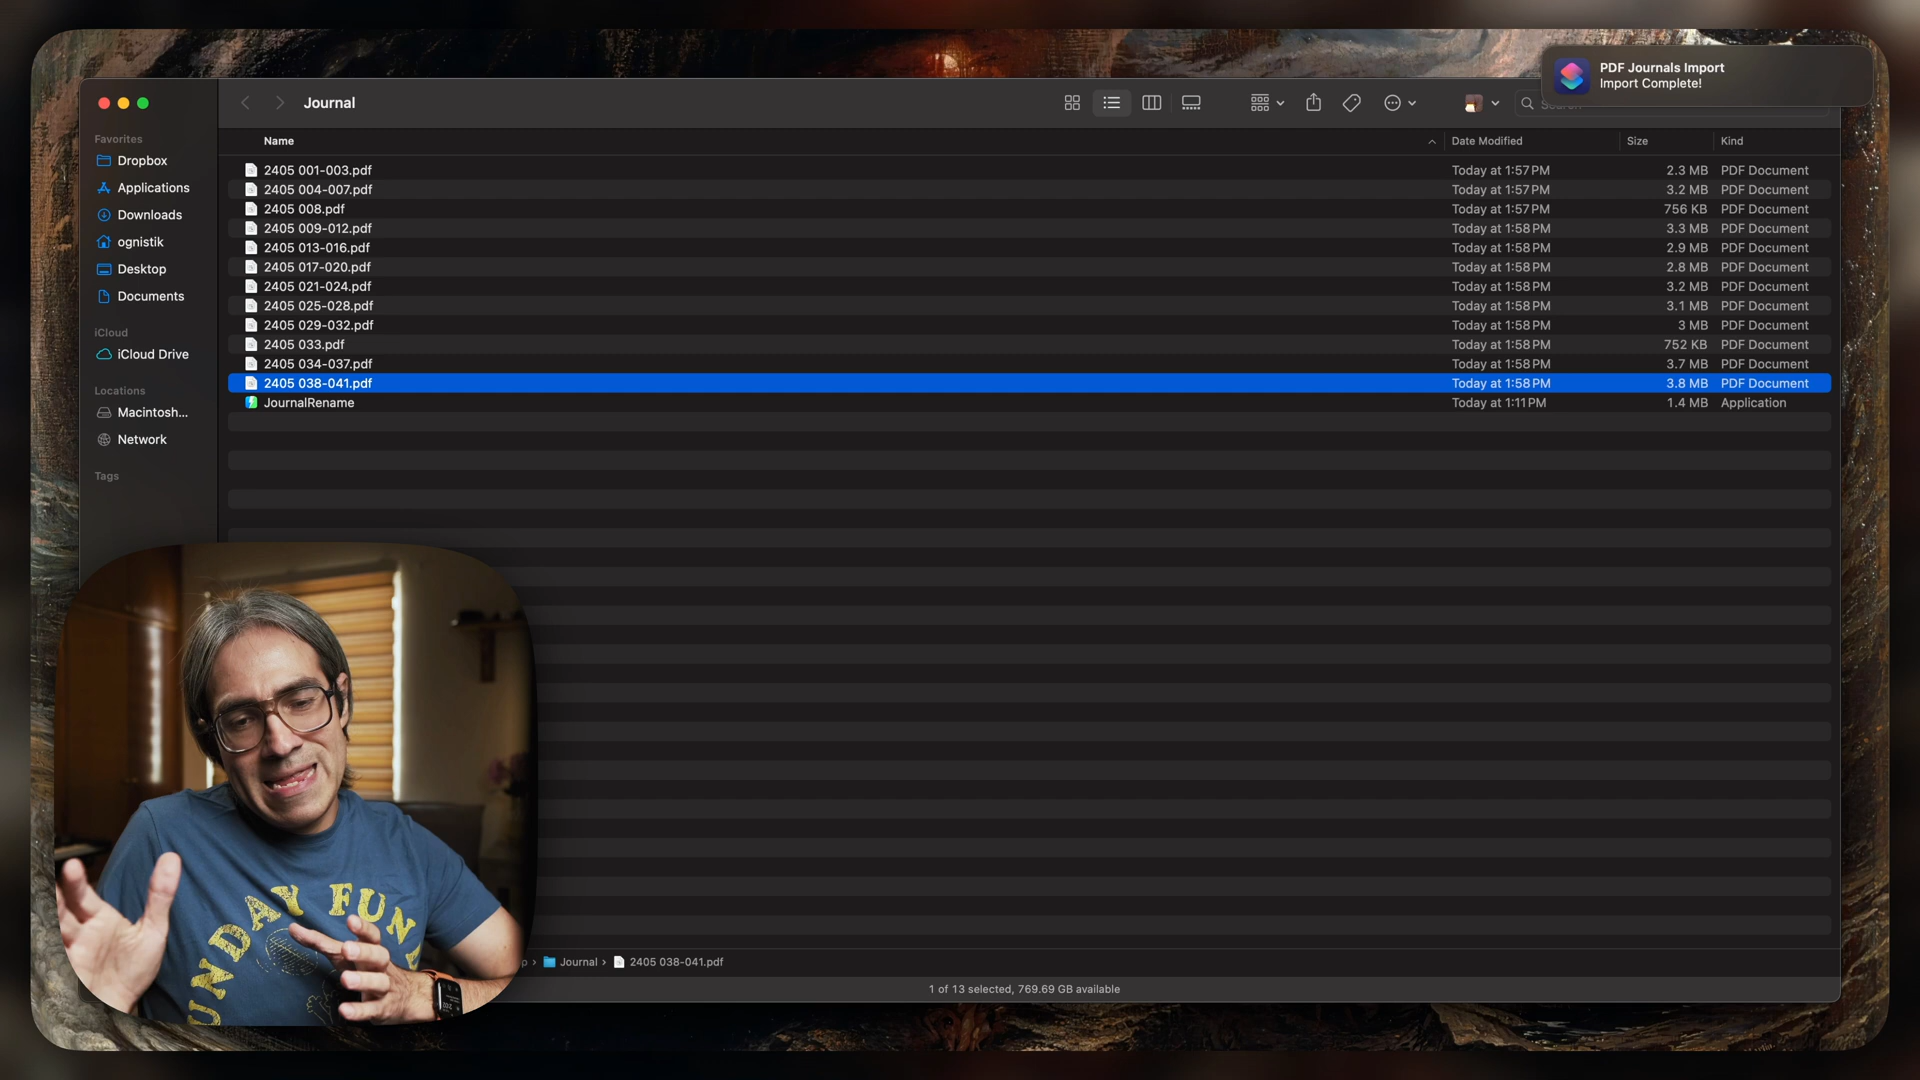 PDF Journals Import
Import Complete!
Journal
Favorites
Dropbox
Applications
Downloads
ognistik
Desktop
Documents
iCloud
iCloud Drive
Locations
Macintosh...
Network
Tags
Name Date Modified Size Kind
2405 001-003.pdf Today at 1:57 PM 2.3 MB PDF Document
2405 004-007.pdf Today at 1:57 PM 3.2 MB PDF Document
2405 008.pdf Today at 1:57 PM 756 KB PDF Document
2405 009-012.pdf Today at 1:58 PM 3.3 MB PDF Document
2405 013-016.pdf Today at 1:58 PM 2.9 MB PDF Document
2405 017-020.pdf Today at 1:58 PM 2.8 MB PDF Document
2405 021-024.pdf Today at 1:58 PM 3.2 MB PDF Document
2405 025-028.pdf Today at 1:58 PM 3.1 MB PDF Document
2405 029-032.pdf Today at 1:58 PM 3 MB PDF Document
2405 033.pdf Today at 1:58 PM 752 KB PDF Document
2405 034-037.pdf Today at 1:58 PM 3.7 MB PDF Document
2405 038-041.pdf Today at 1:58 PM 3.8 MB PDF Document
JournalRename Today at 1:11 PM 1.4 MB Application
UNDAY FUN
UND
p › Journal › 2405 038-041.pdf
1 of 13 selected, 769.69 GB available